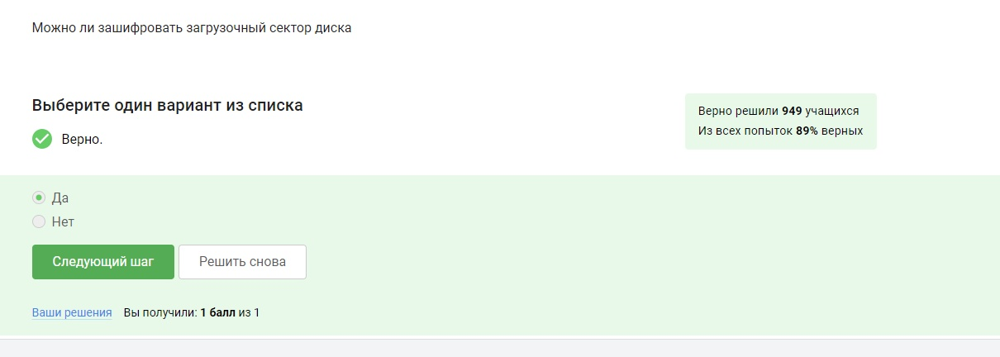 Можно ли зашифровать загрузочный сектор диска
Выберите один вариант из списка
Верно.
Верно решили 949 учащихся
Из всех попыток 89% верных
Да
Нет
Следующий шаг
Решить снова
Ваши решения Вы получили: 1 балл из 1